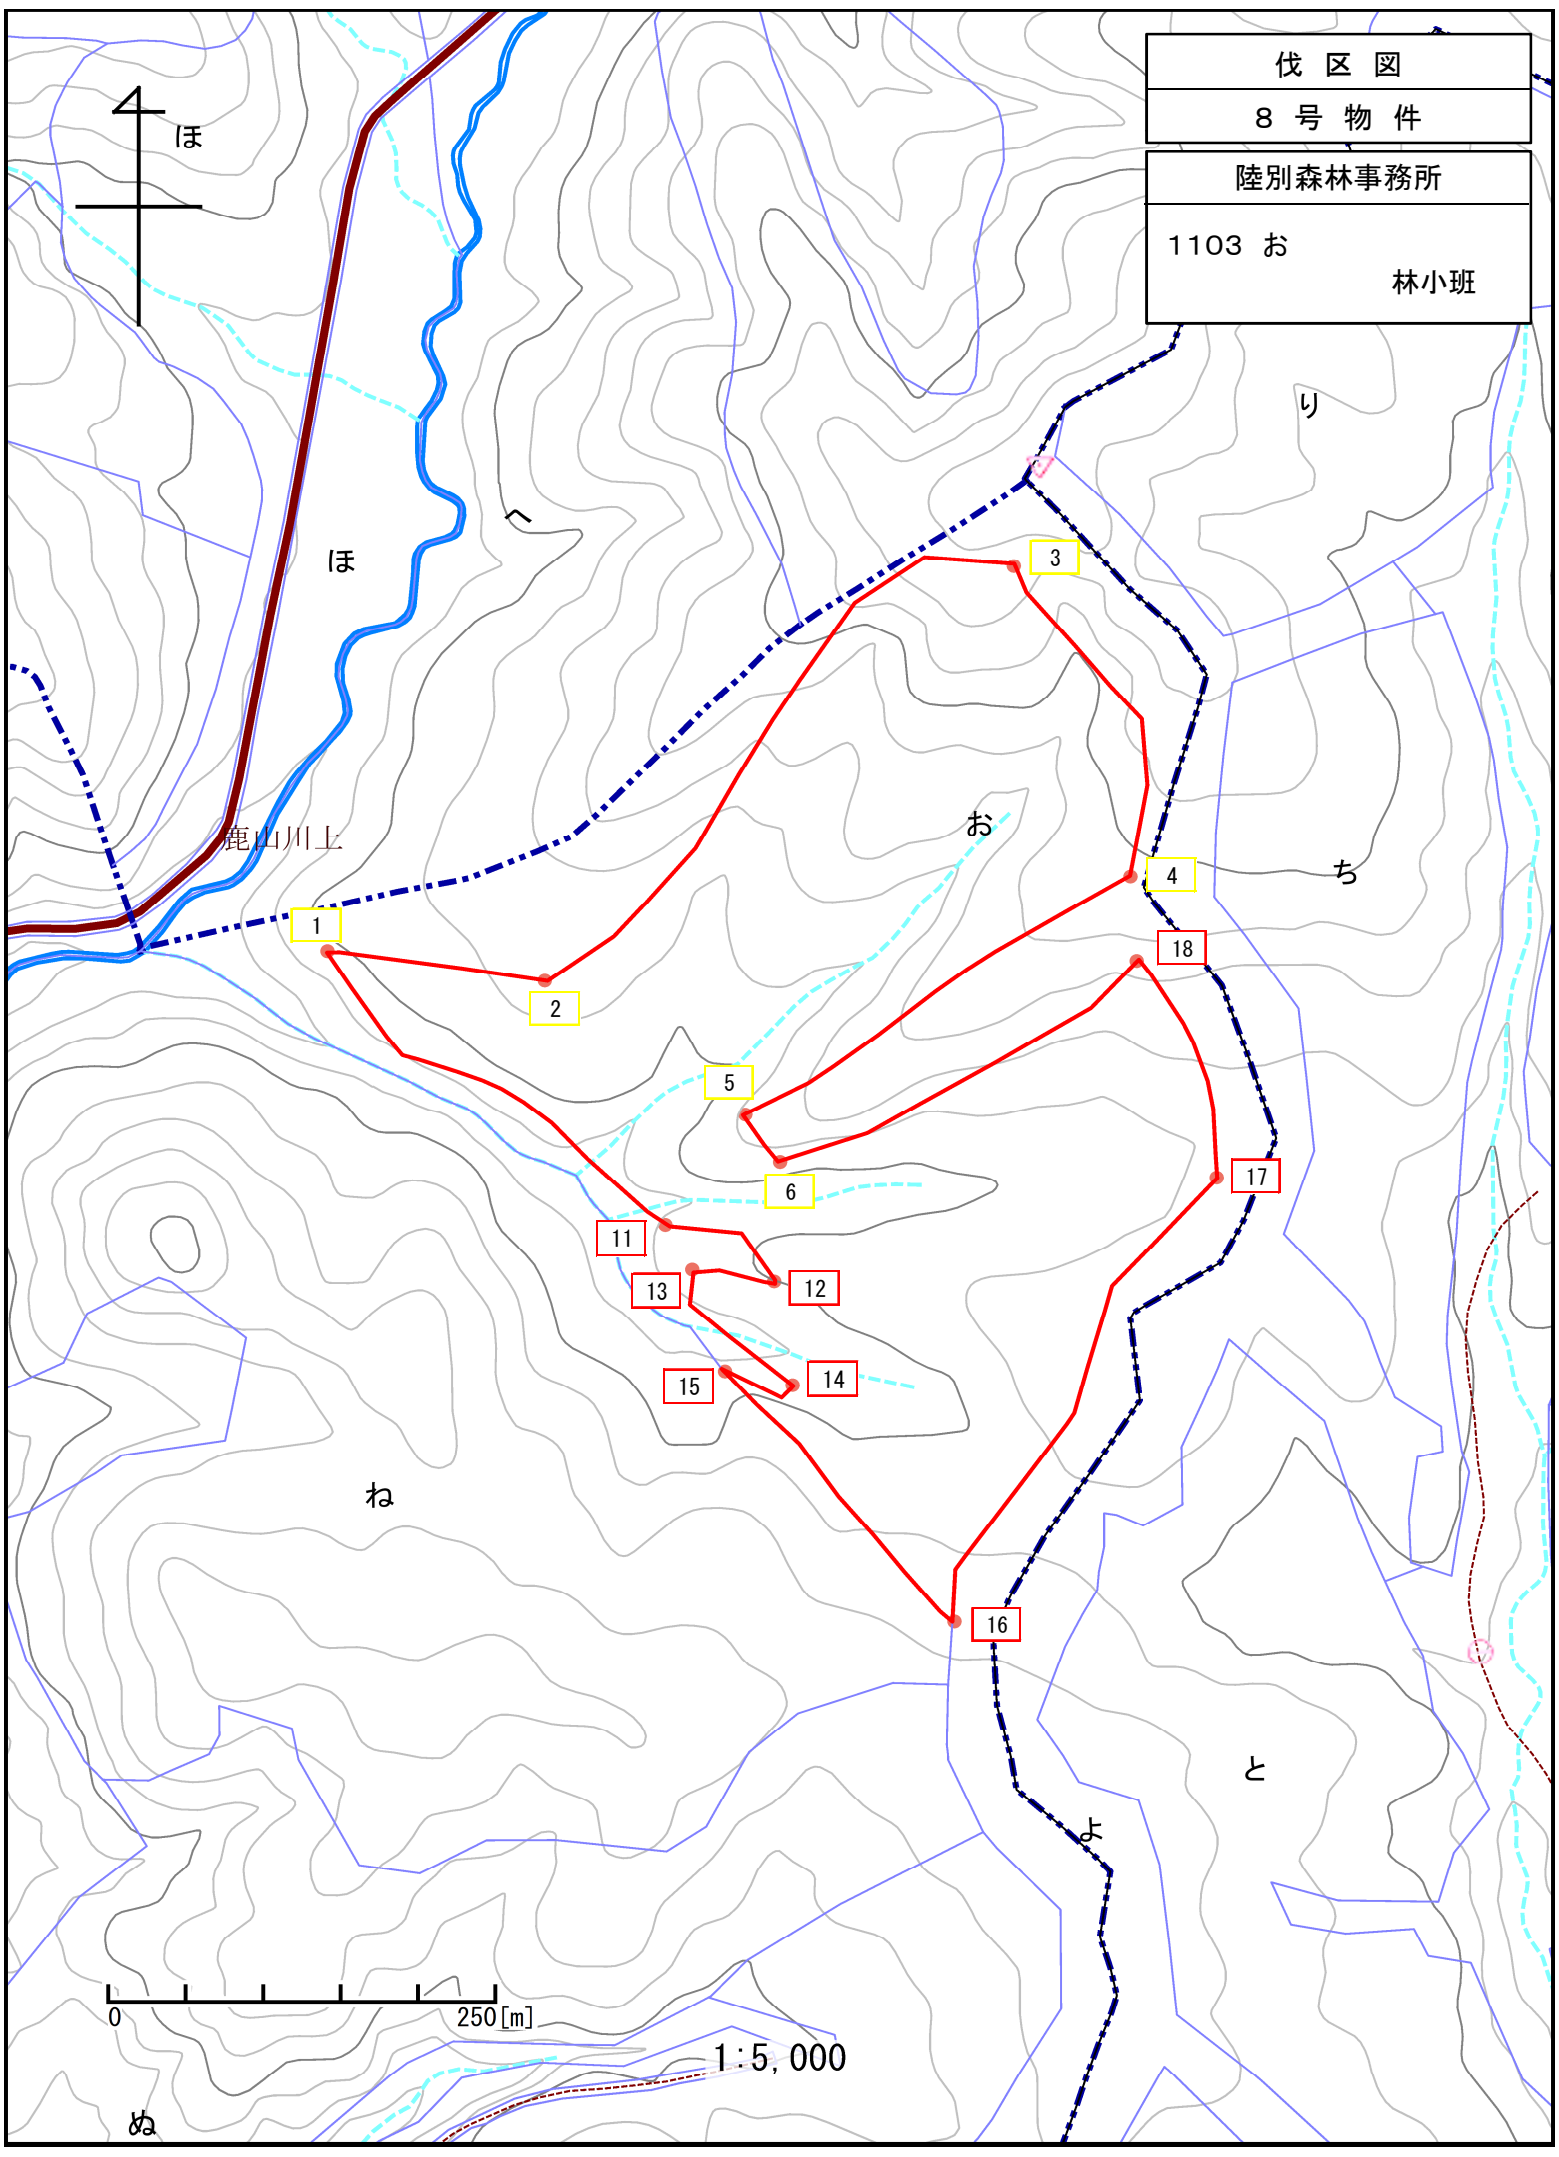 伐 区 図
８ 号 物 件
陸別森林事務所
１１０３ お
林小班
ほ
り
へ
ほ
3
鹿山川上
お
ち
4
1
18
2
5
17
6
11
13
12
15
14
ね
16
と
よ
0
250[m]
1:5,000
ぬ